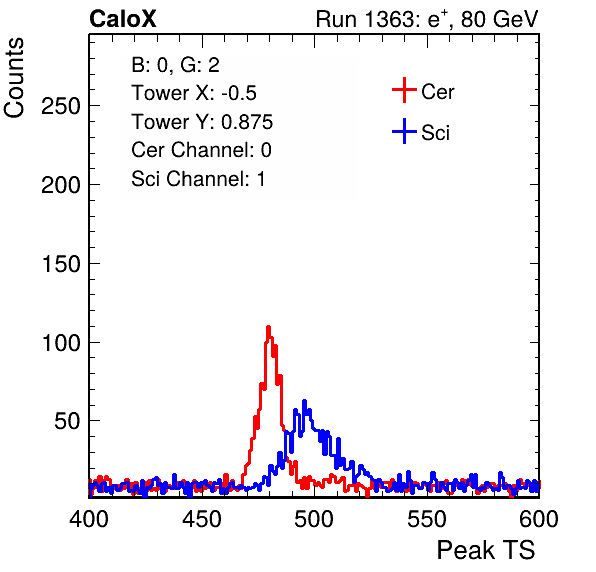 CaloX Run 1363: e⁺, 80 GeV
Counts
B: 0, G: 2
Tower X: -0.5
Tower Y: 0.875
Cer Channel: 0
Sci Channel: 1
Cer
Sci
250
200
150
100
50
400 450 500 550 600
Peak TS